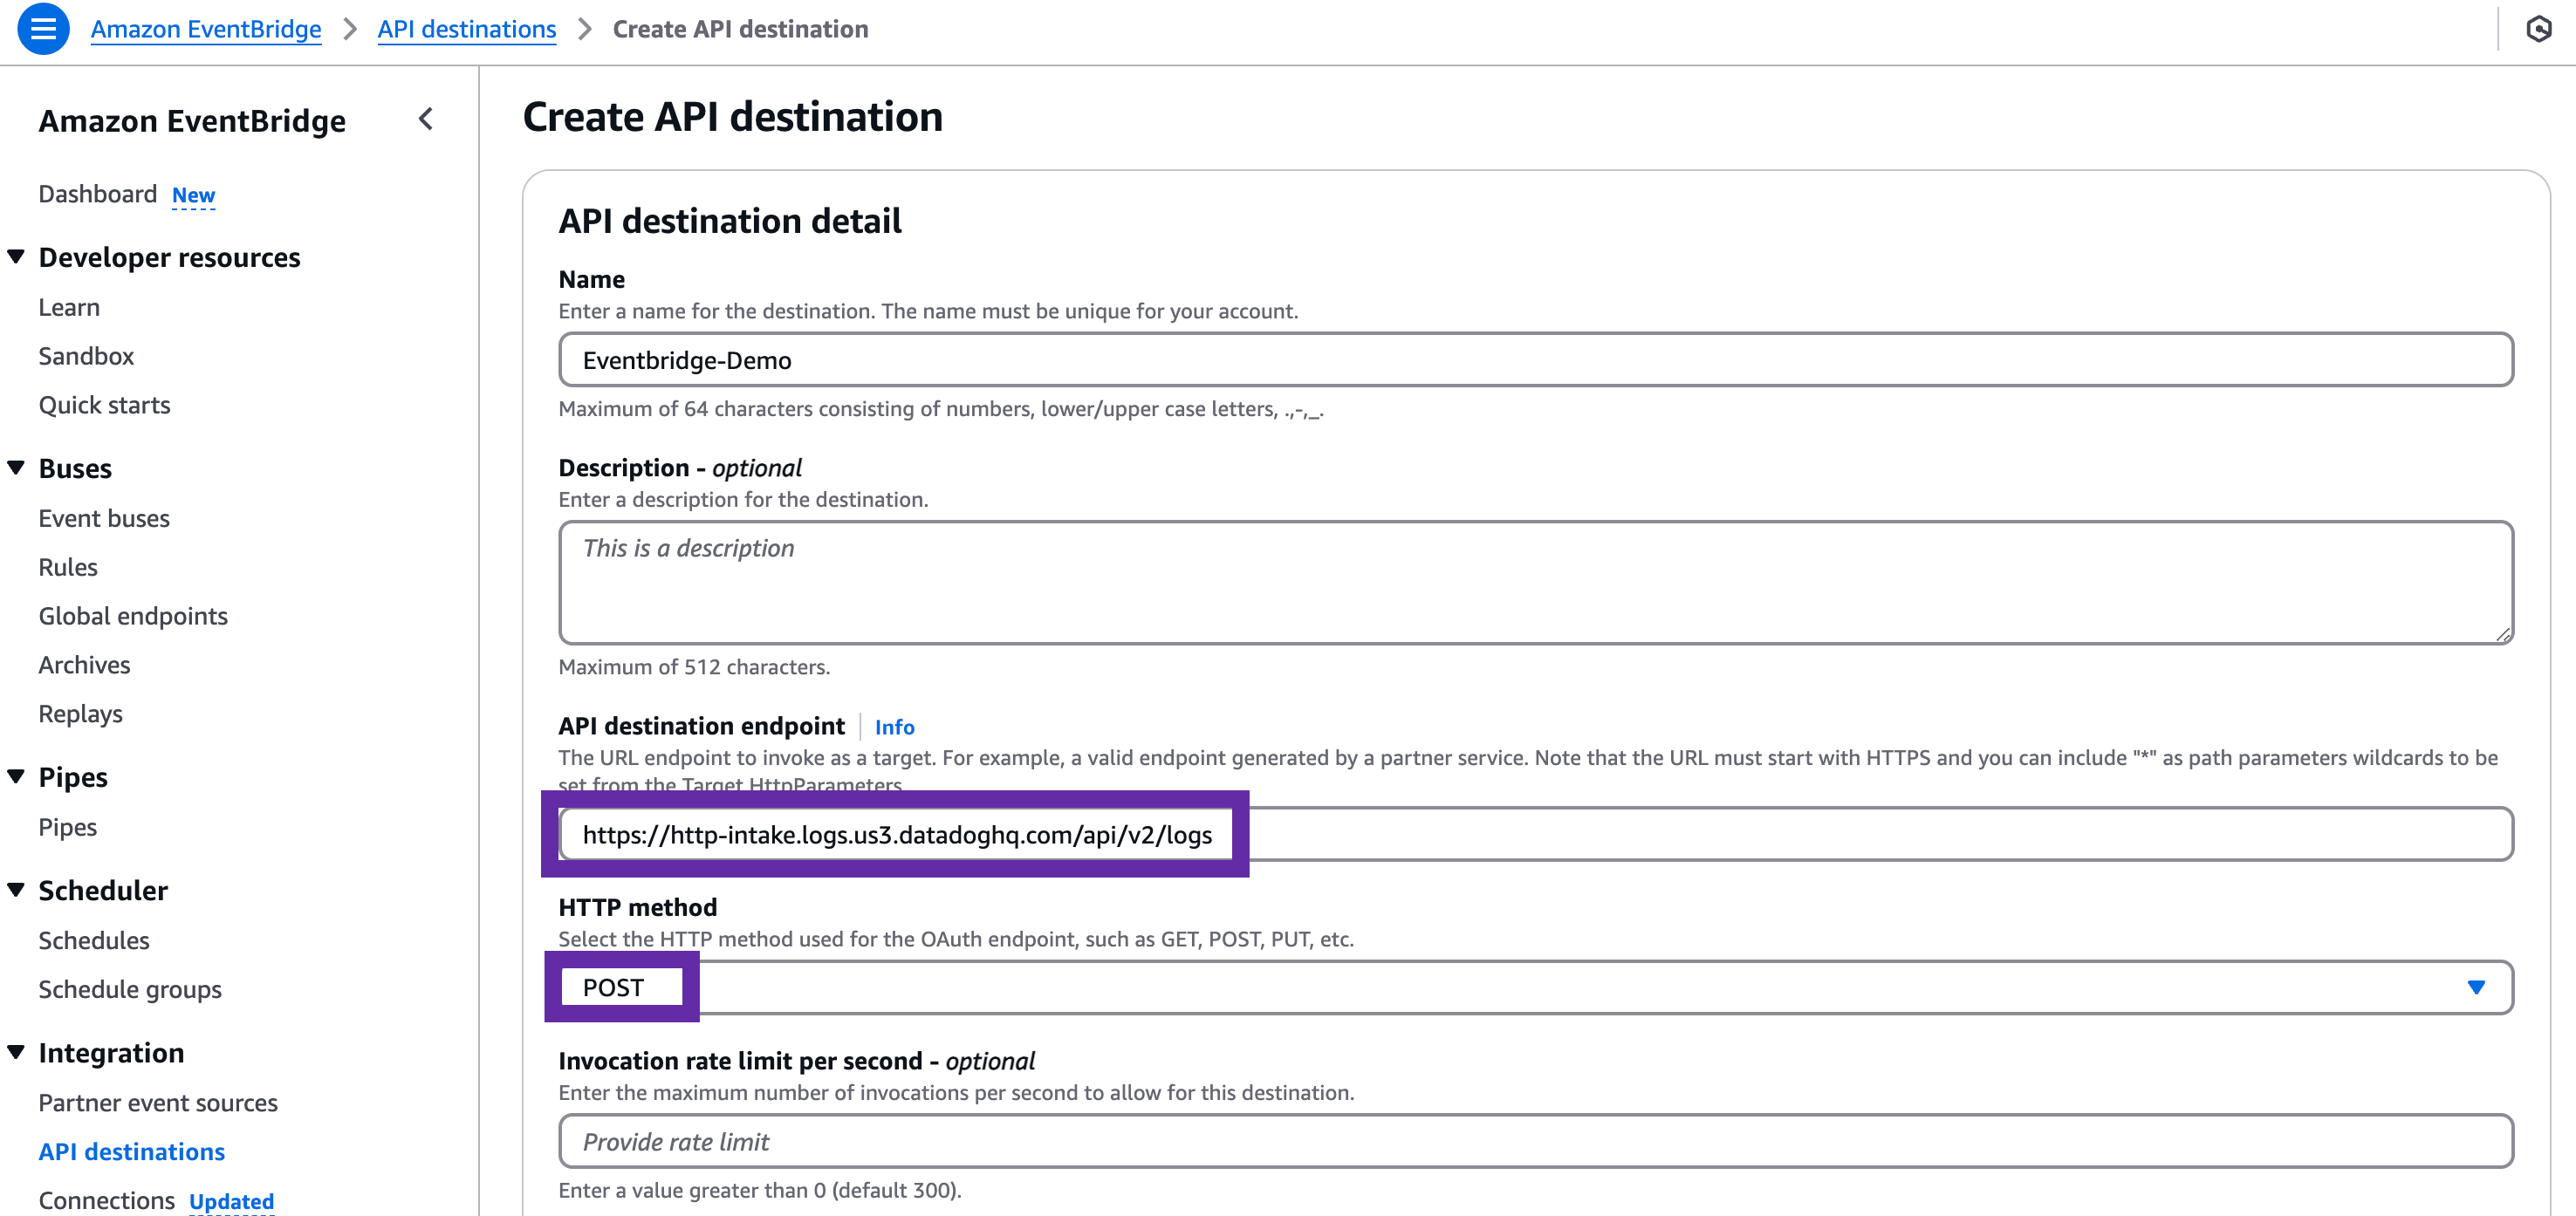 Amazon EventBridge > API destinations > Create API destination
Amazon EventBridge
Dashboard New
Developer resources
Learn
Sandbox
Quick starts
Buses
Event buses
Rules
Global endpoints
Archives
Replays
Pipes
Pipes
Scheduler
Schedules
Schedule groups
Integration
Partner event sources
API destinations
Connections Updated
Create API destination
API destination detail
Name
Enter a name for the destination. The name must be unique for your account.
Eventbridge-Demo
Maximum of 64 characters consisting of numbers, lower/upper case letters, .,-,_.
Description - optional
Enter a description for the destination.
This is a description
Maximum of 512 characters.
API destination endpoint Info
The URL endpoint to invoke as a target. For example, a valid endpoint generated by a partner service. Note that the URL must start with HTTPS and you can include "*" as path parameters wildcards to be
set from the Target HttpParameters
https://http-intake.logs.us3.datadoghq.com/api/v2/logs
HTTP method
Select the HTTP method used for the OAuth endpoint, such as GET, POST, PUT, etc.
POST
Invocation rate limit per second - optional
Enter the maximum number of invocations per second to allow for this destination.
Provide rate limit
Enter a value greater than 0 (default 300).